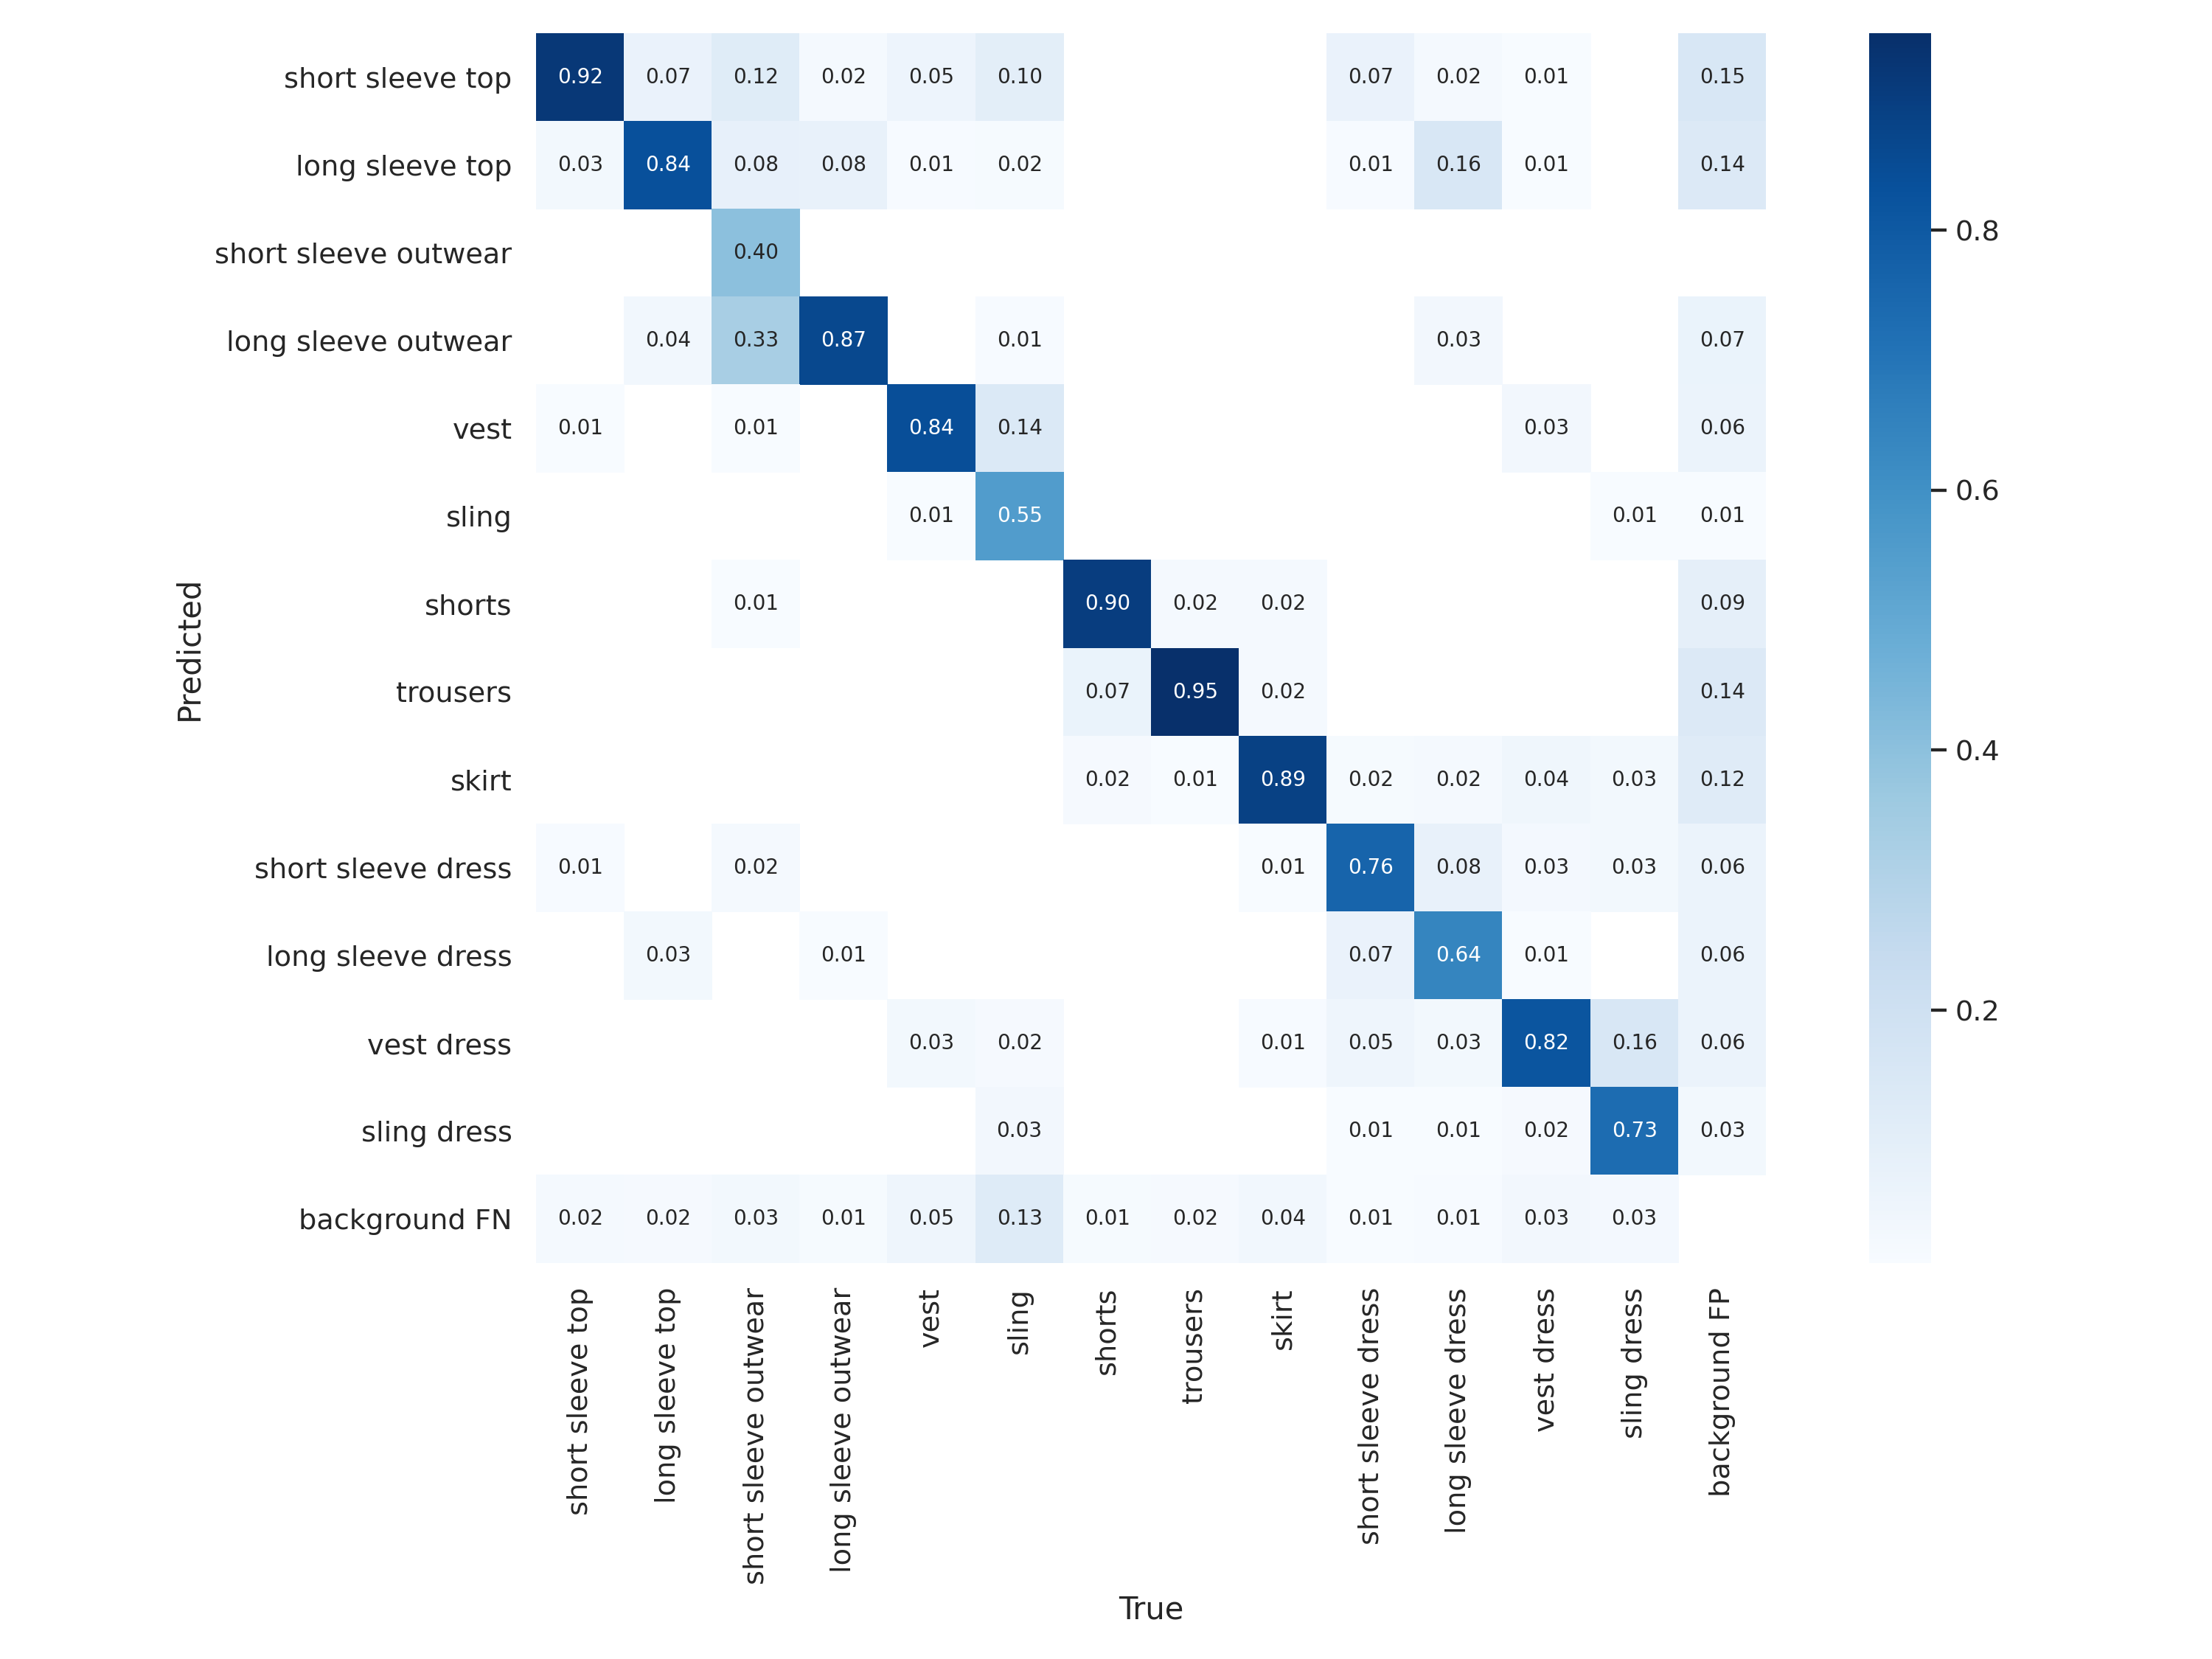 short sleeve top 0.92 0.07 0.12 0.02 0.05 0.10 0.07 0.02 0.01 0.15
long sleeve top 0.03 0.84 0.08 0.08 0.01 0.02 0.01 0.16 0.01 0.14
short sleeve outwear 0.40
long sleeve outwear 0.04 0.33 0.87 0.01 0.03 0.07
vest 0.01 0.01 0.84 0.14 0.03 0.06
sling 0.01 0.55 0.01 0.01
shorts 0.01 0.90 0.02 0.02 0.09
trousers 0.07 0.95 0.02 0.14
skirt 0.02 0.01 0.89 0.02 0.02 0.04 0.03 0.12
short sleeve dress 0.01 0.02 0.01 0.76 0.08 0.03 0.03 0.06
long sleeve dress 0.03 0.01 0.07 0.64 0.01 0.06
vest dress 0.03 0.02 0.01 0.05 0.03 0.82 0.16 0.06
sling dress 0.03 0.01 0.01 0.02 0.73 0.03
background FN 0.02 0.02 0.03 0.01 0.05 0.13 0.01 0.02 0.04 0.01 0.01 0.03 0.03
Predicted
short sleeve top
long sleeve top
short sleeve outwear
long sleeve outwear
vest
sling
shorts
trousers
skirt
short sleeve dress
long sleeve dress
vest dress
sling dress
background FP
True
0.8
0.6
0.4
0.2